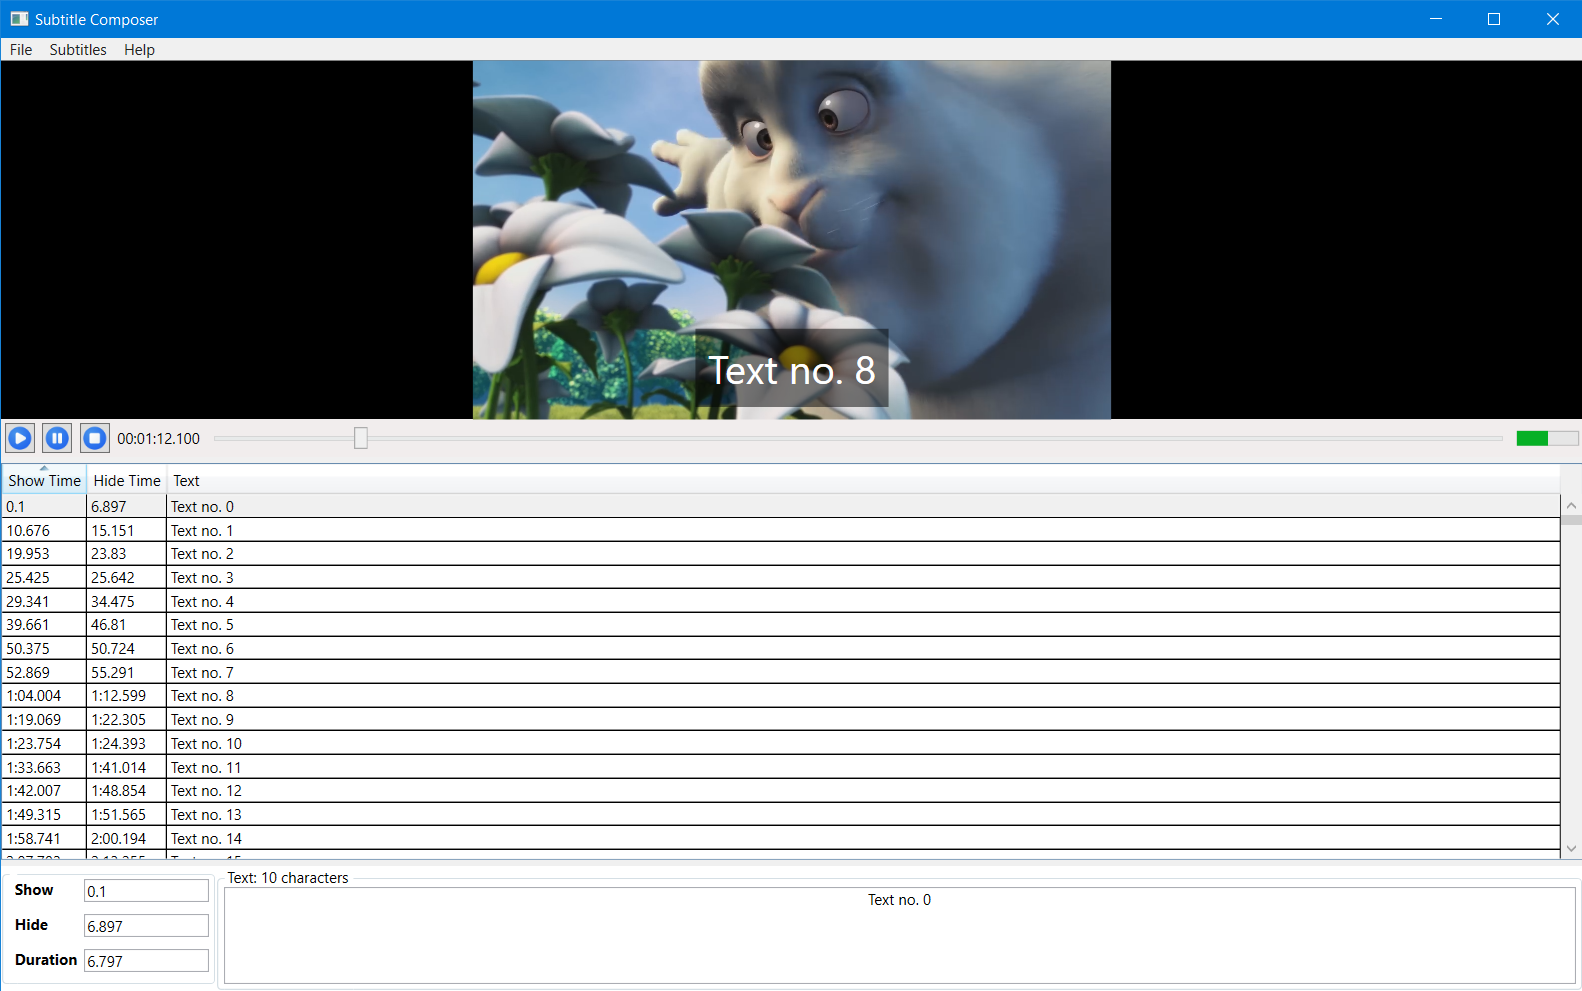 Subtitle Composer
File Subtitles Help
Text no. 8
00:01:12.100
Show Time Hide Time Text
0.1 6.897 Text no. 0
10.676 15.151 Text no. 1
19.953 23.83 Text no. 2
25.425 25.642 Text no. 3
29.341 34.475 Text no. 4
39.661 46.81 Text no. 5
50.375 50.724 Text no. 6
52.869 55.291 Text no. 7
1:04.004 1:12.599 Text no. 8
1:19.069 1:22.305 Text no. 9
1:23.754 1:24.393 Text no. 10
1:33.663 1:41.014 Text no. 11
1:42.007 1:48.854 Text no. 12
1:49.315 1:51.565 Text no. 13
1:58.741 2:00.194 Text no. 14
Show 0.1
Hide 6.897
Duration 6.797
Text: 10 characters
Text no. 0